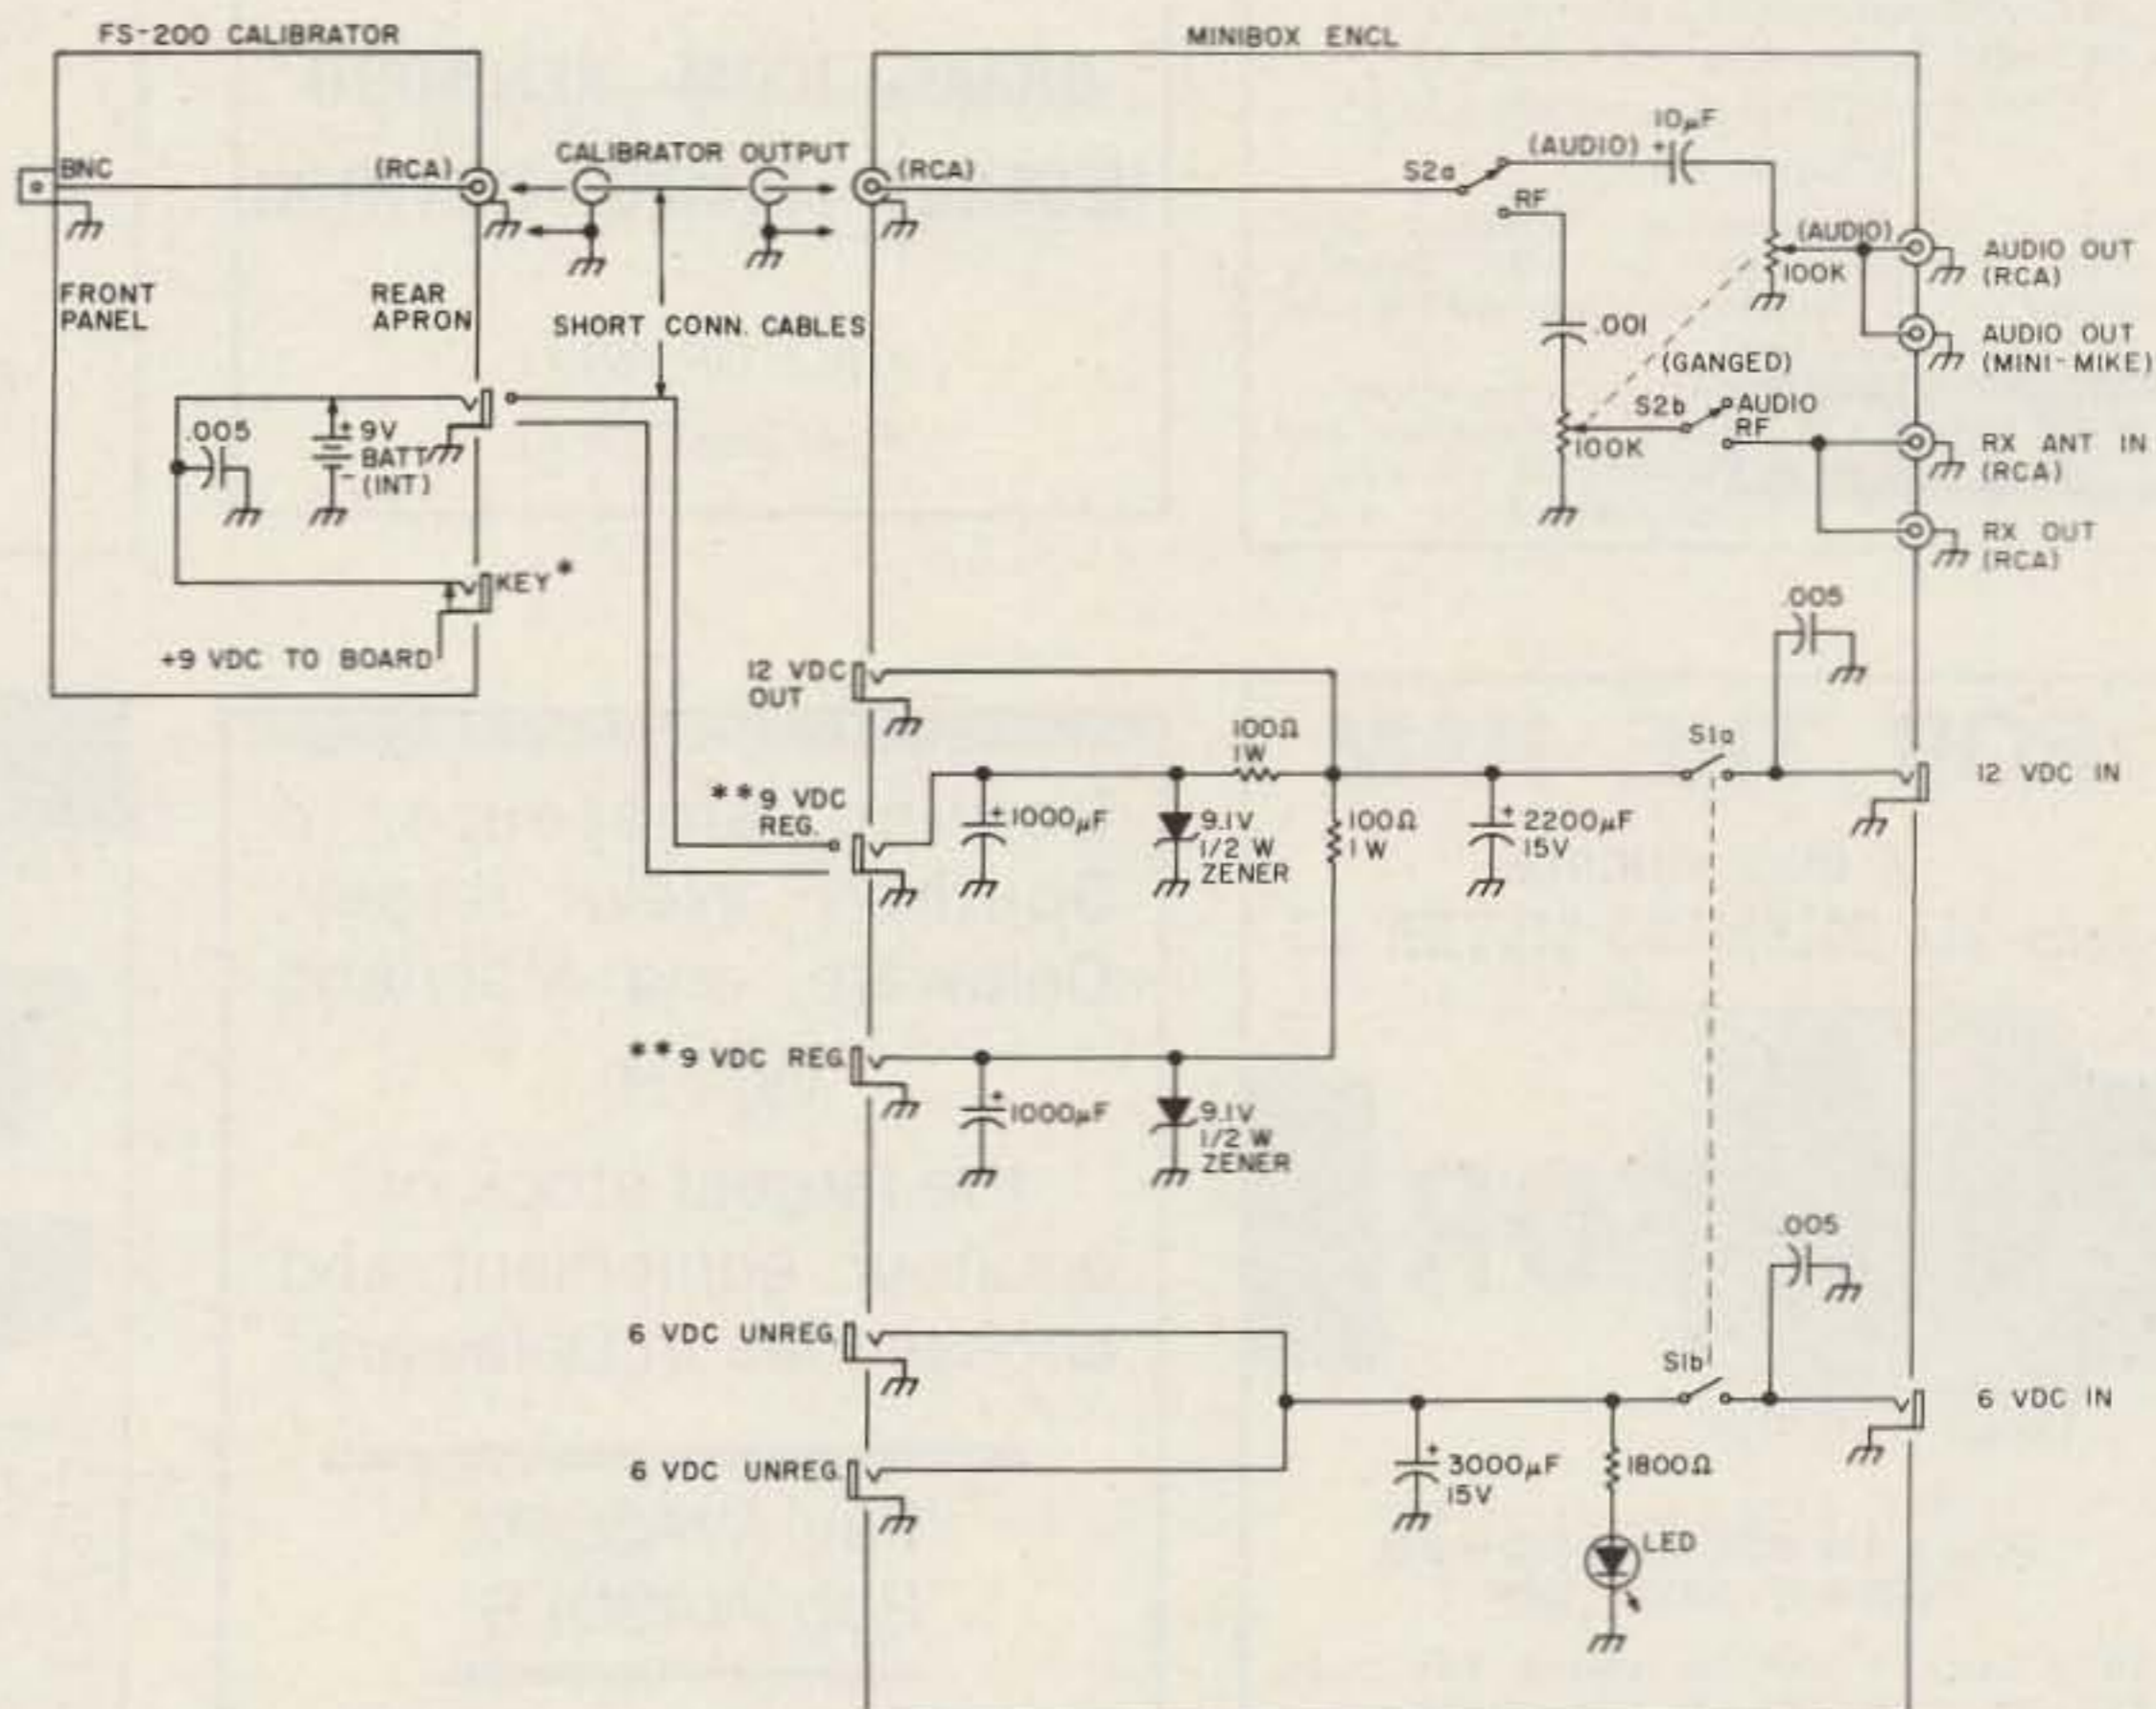 FS-200 CALIBRATOR
MINIBOX ENCL
BNC
(RCA)
CALIBRATOR OUTPUT
(RCA)
S2a
(AUDIO)
10µF
+
RF
(AUDIO)
100K
AUDIO OUT
(RCA)
FRONT
PANEL
REAR
APRON
SHORT CONN. CABLES
.001
(GANGED)
AUDIO OUT
(MINI-MIKE)
S2b
AUDIO
RF
100K
RX ANT IN
(RCA)
RX OUT
(RCA)
.005
+ 9V
BATT
- (INT)
KEY*
+9 VDC TO BOARD
.005
12 VDC
OUT
100Ω
1W
S1a
12 VDC IN
**9 VDC
REG.
+ 1000µF
9.1V
1/2 W
ZENER
100Ω
1W
+ 2200µF
15V
**9 VDC REG.
+
1000µF
9.1V
1/2 W
ZENER
.005
6 VDC UNREG.
S1b
6 VDC IN
6 VDC UNREG.
+
3000µF
15V
1800Ω
LED